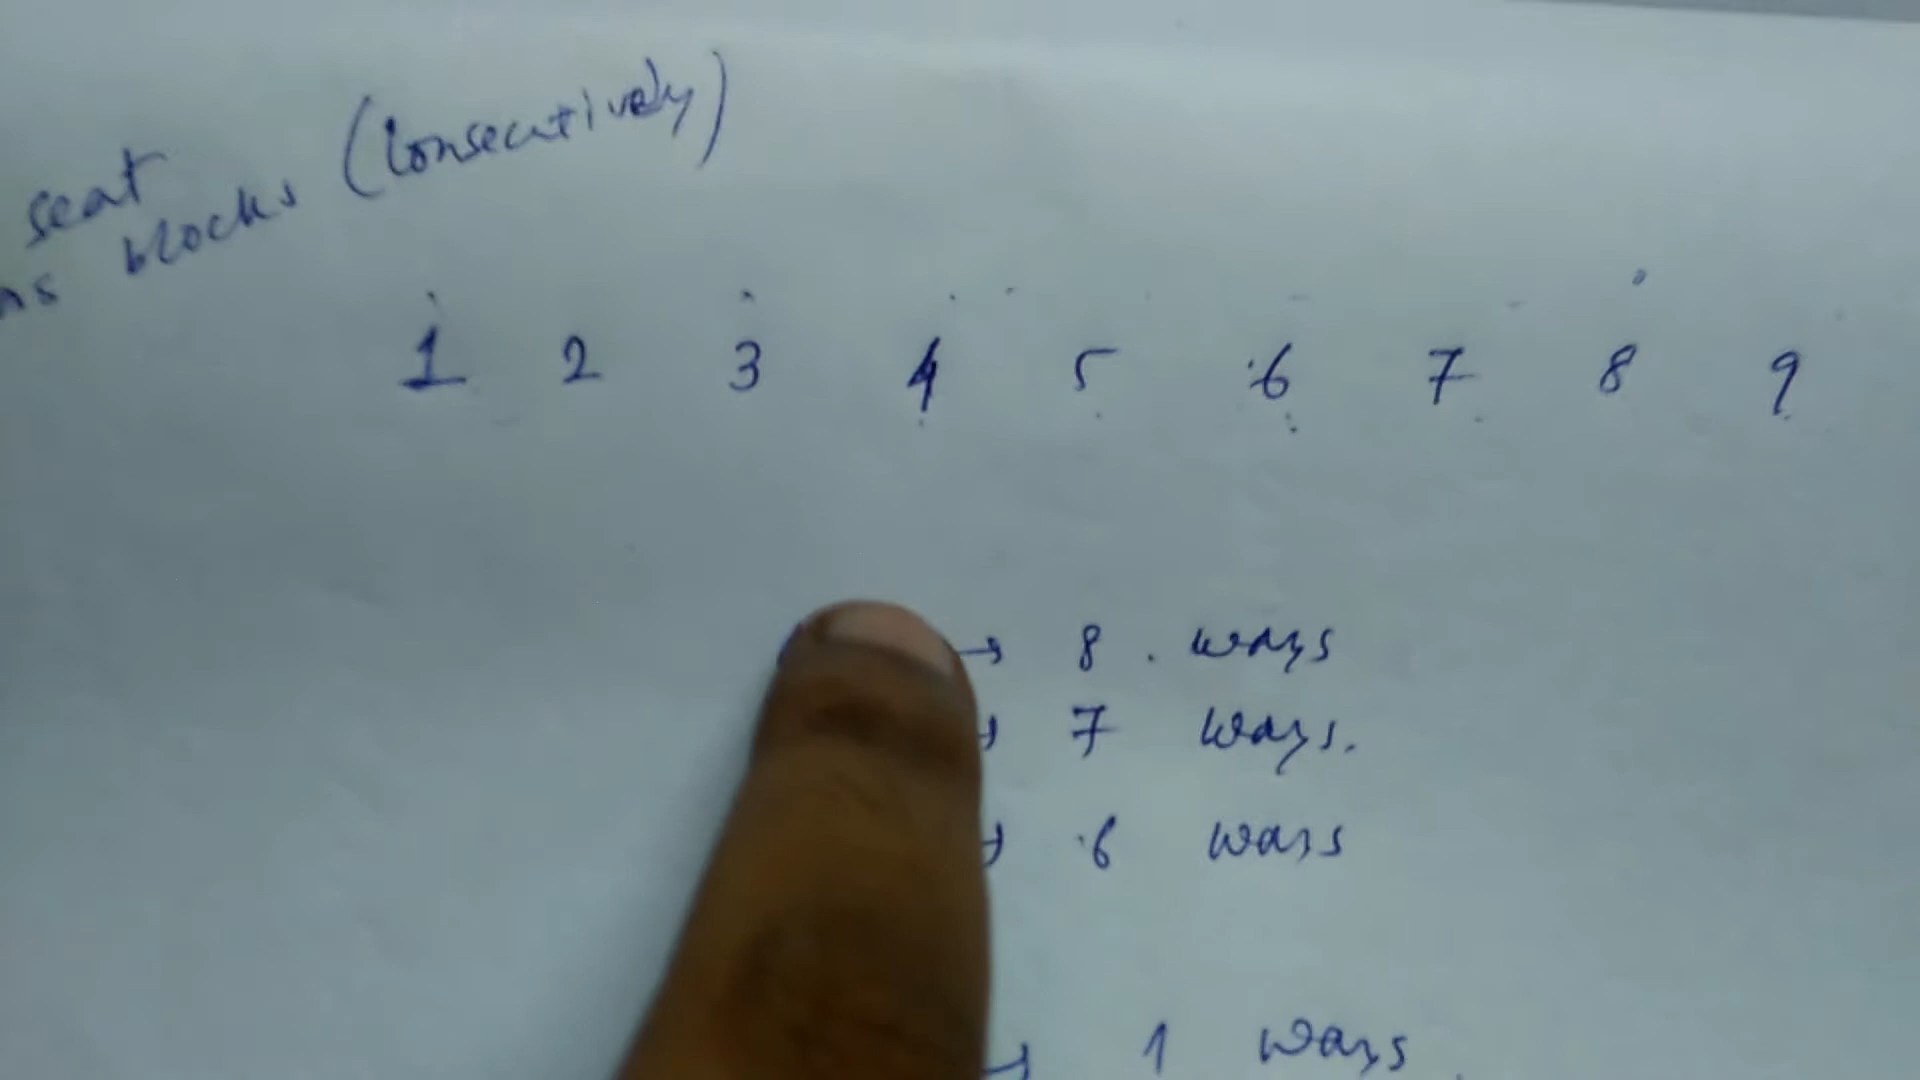 seat (consecutively)
blocks
1 2 3 4 5 6 7 8 9
→ 8 ways
→ 7 ways.
→ 6 ways
→ 1 ways